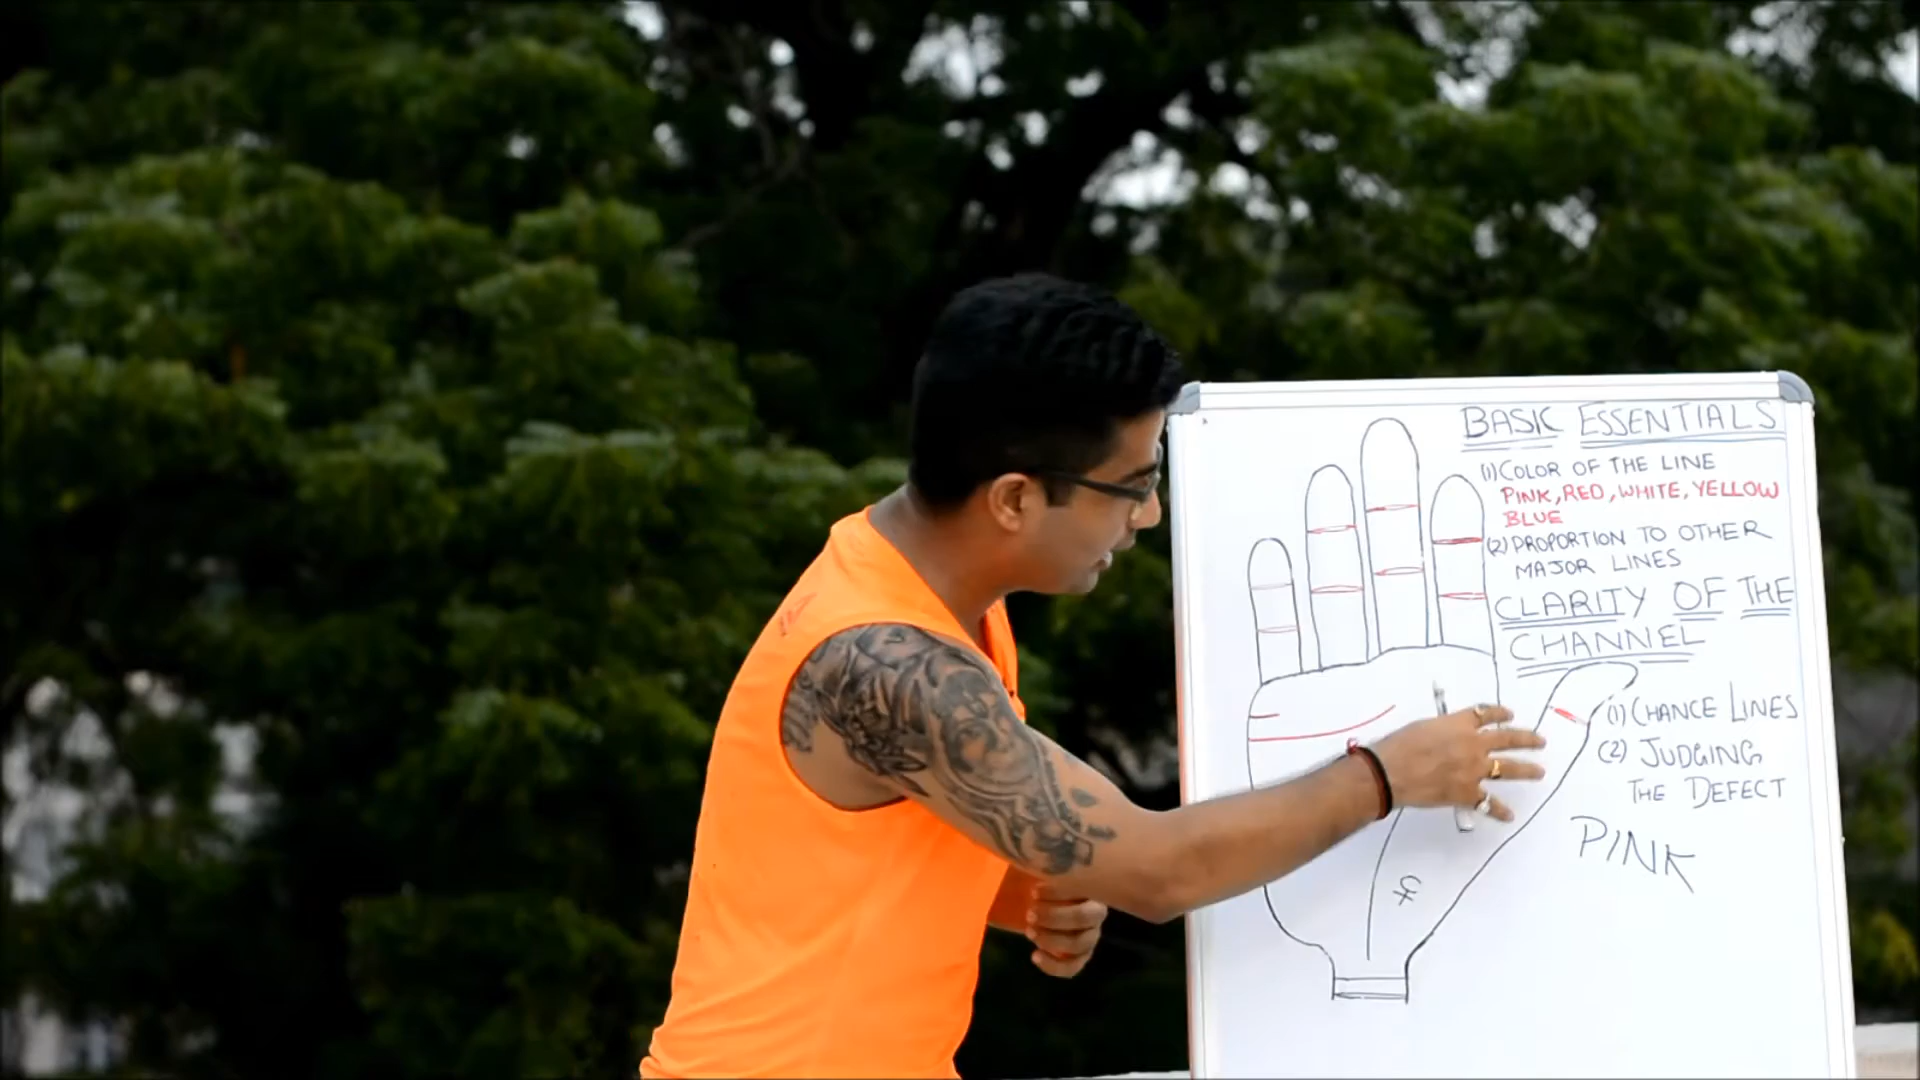 BASIC ESSENTIALS
(1) COLOR OF THE LINE
PINK, RED, WHITE, YELLOW
BLUE
(2) PROPORTION TO OTHER
MAJOR LINES
CLARITY OF THE
CHANNEL
(1) CHANCE LINES
(2) JUDGING
THE DEFECT
PINK